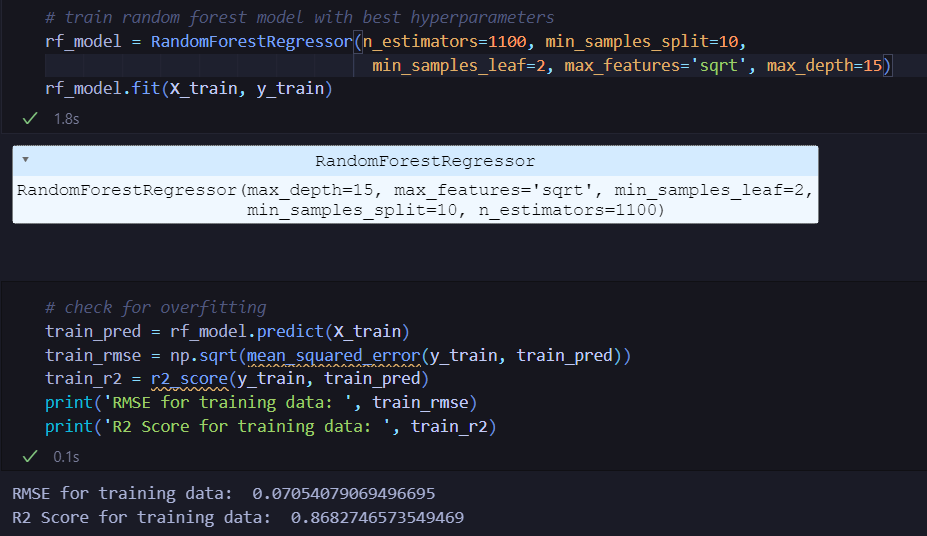 # train random forest model with best hyperparameters
rf_model = RandomForestRegressor(n_estimators=1100, min_samples_split=10,
min_samples_leaf=2, max_features='sqrt', max_depth=15)
rf_model.fit(X_train, y_train)
1.8s
RandomForestRegressor
RandomForestRegressor(max_depth=15, max_features='sqrt', min_samples_leaf=2,
min_samples_split=10, n_estimators=1100)
# check for overfitting
train_pred = rf_model.predict(X_train)
train_rmse = np.sqrt(mean_squared_error(y_train, train_pred))
train_r2 = r2_score(y_train, train_pred)
print('RMSE for training data: ', train_rmse)
print('R2 Score for training data: ', train_r2)
0.1s
RMSE for training data:  0.07054079069496695
R2 Score for training data:  0.8682746573549469